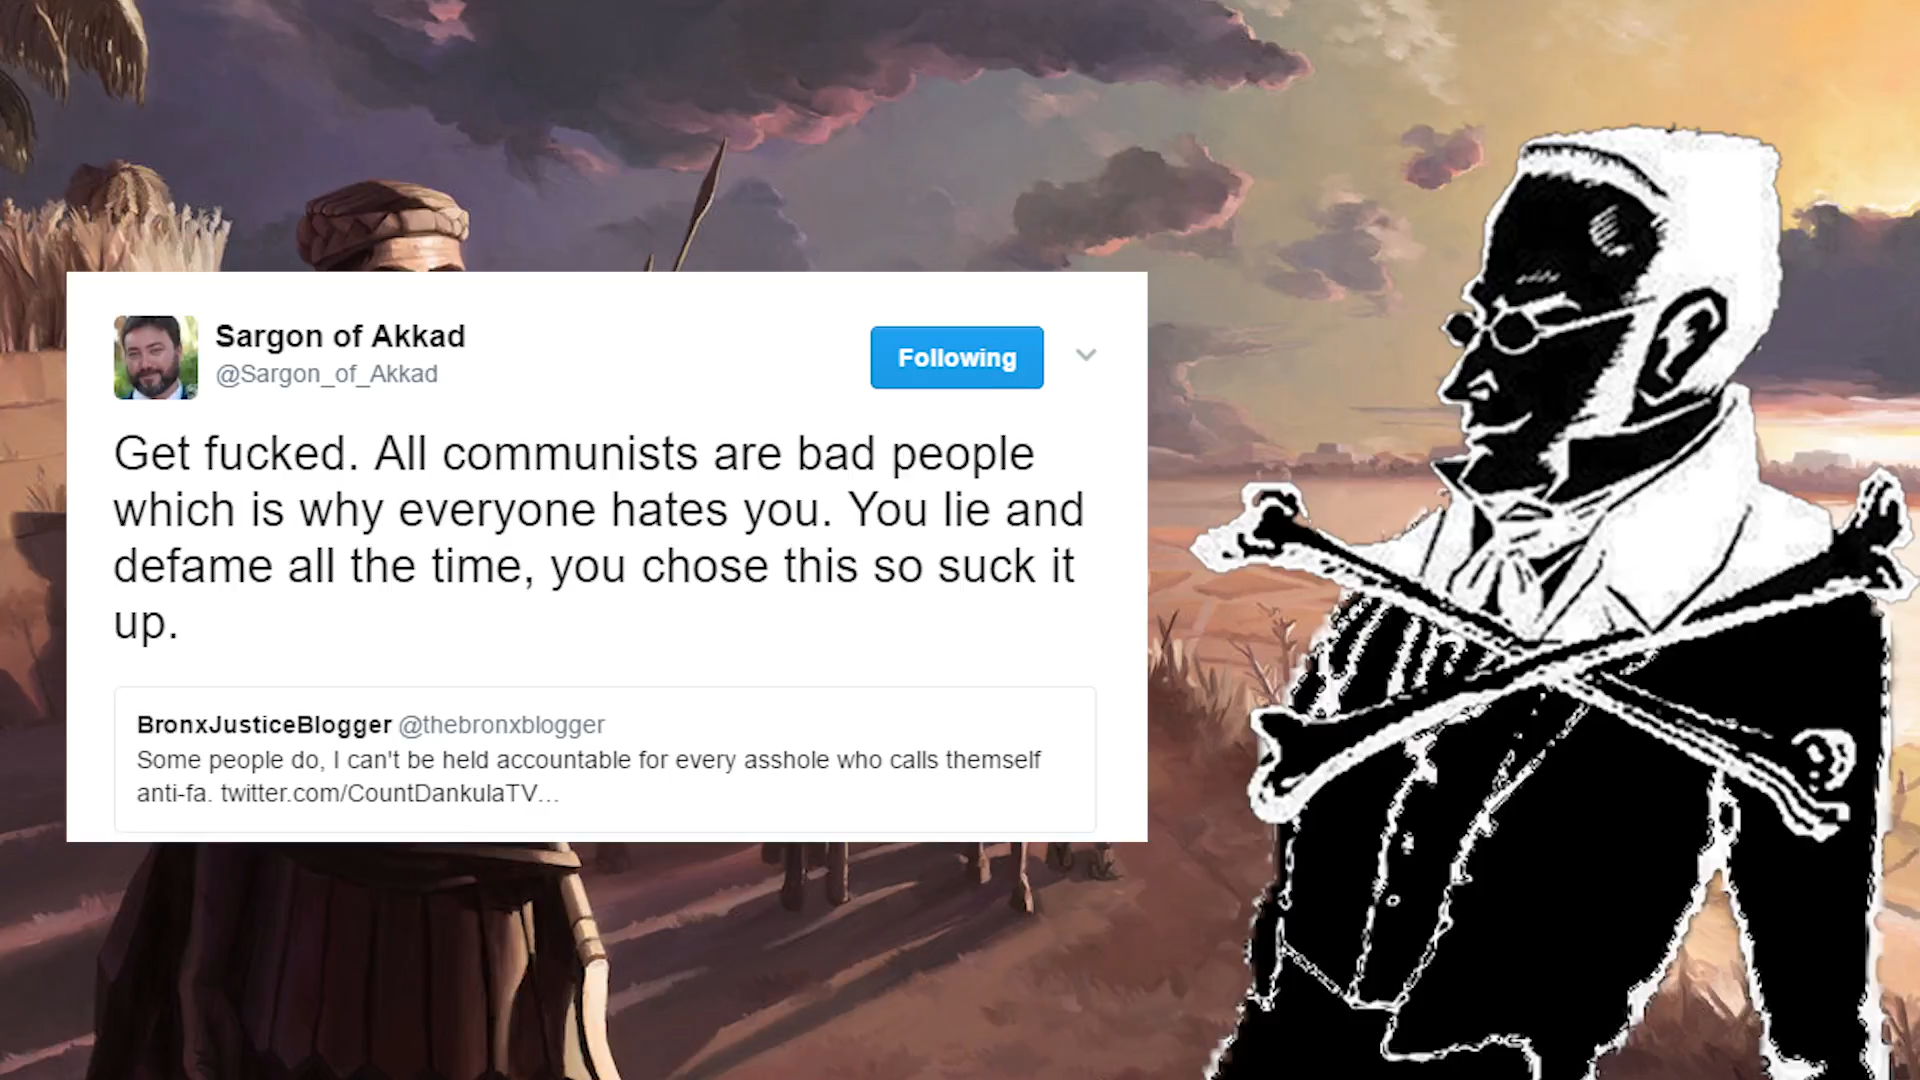 Sargon of Akkad
@Sargon_of_Akkad
Following
Get fucked. All communists are bad people
which is why everyone hates you. You lie and
defame all the time, you chose this so suck it
up.
BronxJusticeBlogger @thebronxblogger
Some people do, I can't be held accountable for every asshole who calls themself
anti-fa. twitter.com/CountDankulaTV…